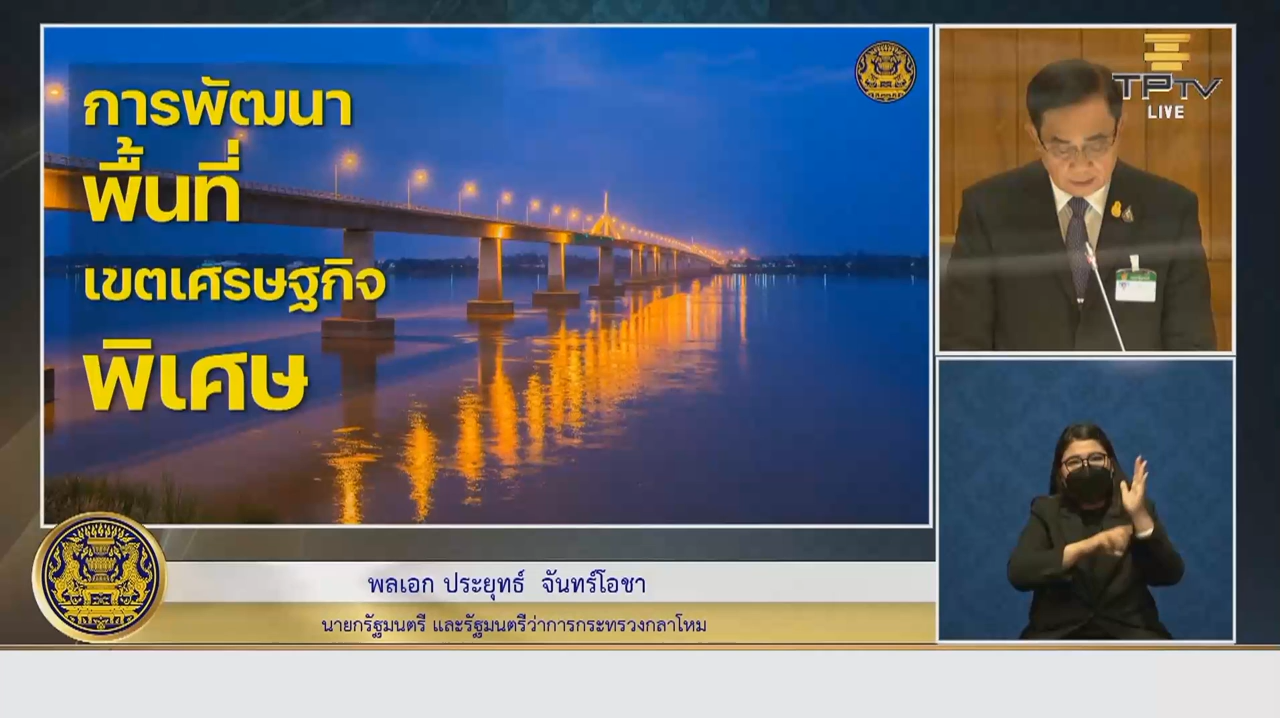 การพัฒนา
พื้นที่
เขตเศรษฐกิจ
พิเศษ
TPTV
LIVE
พลเอก ประยุทธ์ จันทร์โอชา
นายกรัฐมนตรี และรัฐมนตรีว่าการกระทรวงกลาโหม